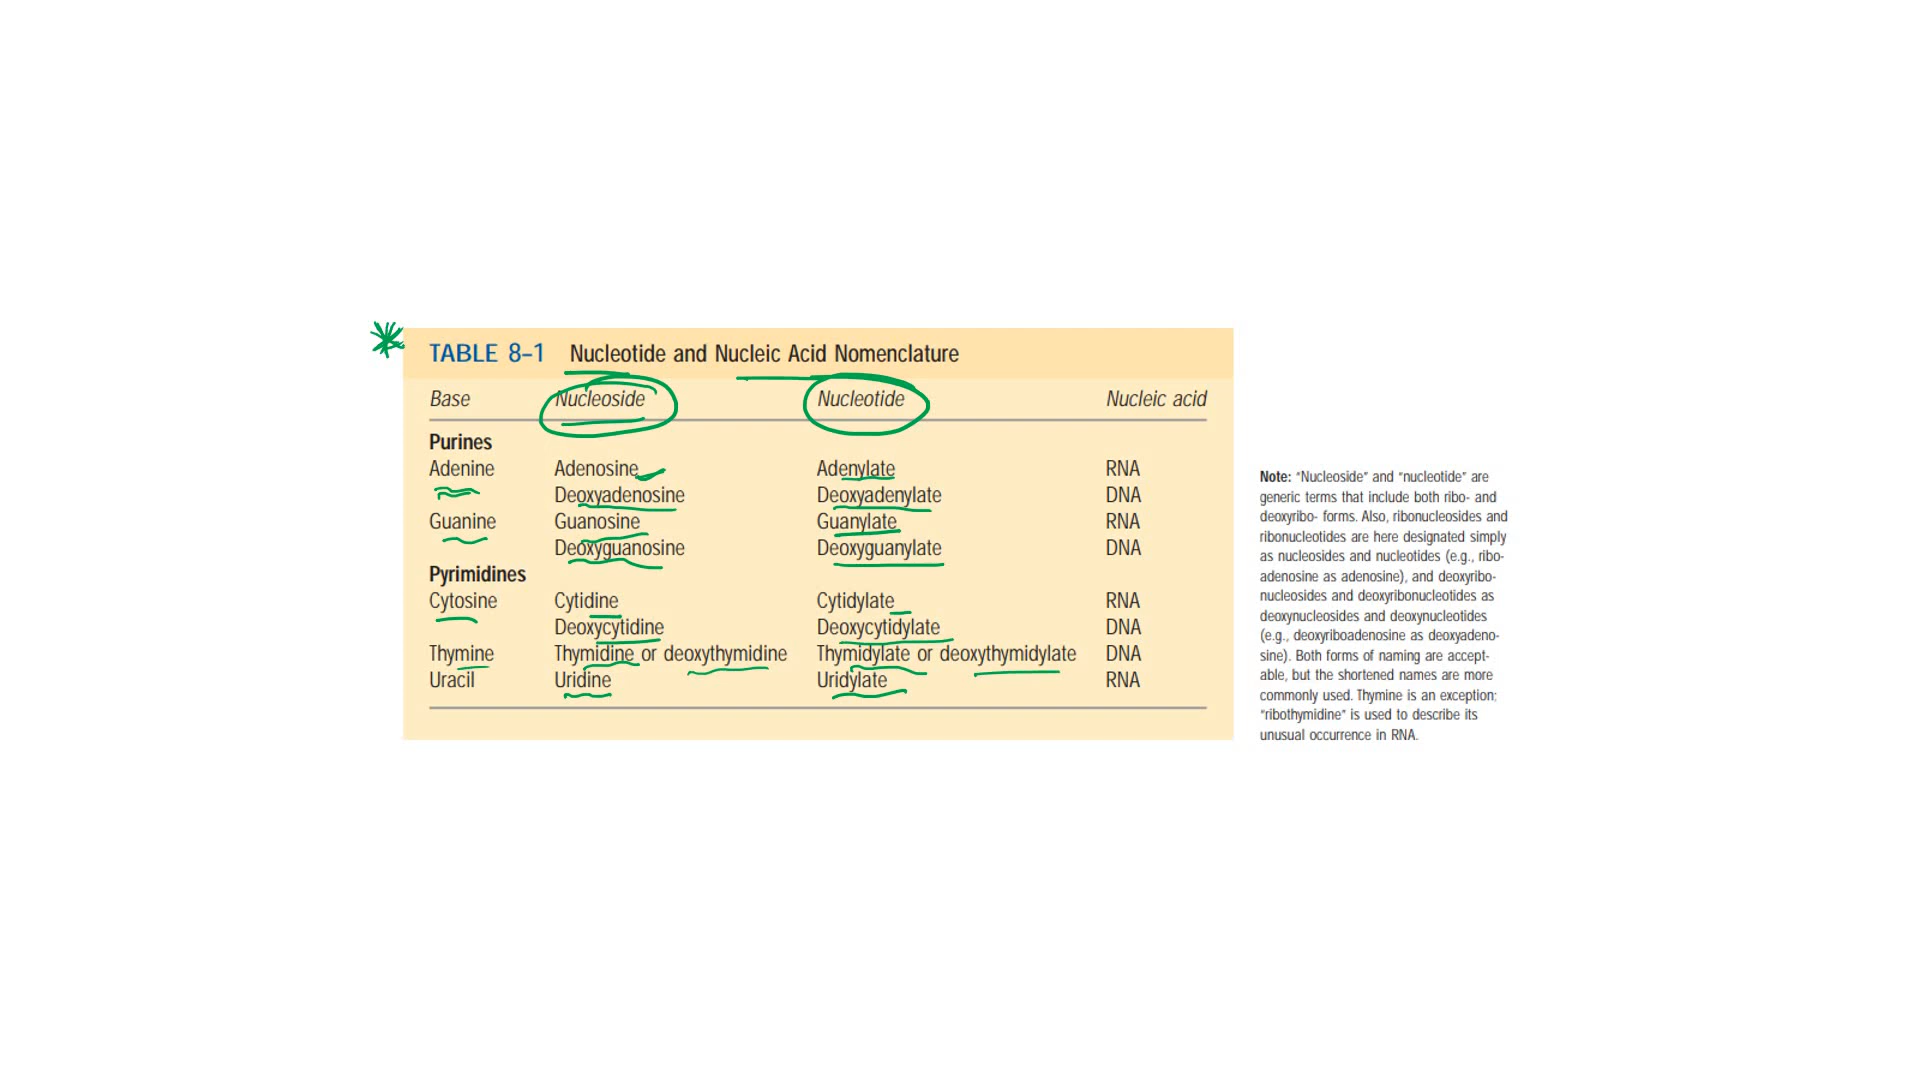 TABLE 8–1 Nucleotide and Nucleic Acid Nomenclature
Base Nucleoside Nucleotide Nucleic acid
Purines
Adenine Adenosine Adenylate RNA
Deoxyadenosine Deoxyadenylate DNA
Guanine Guanosine Guanylate RNA
Deoxyguanosine Deoxyguanylate DNA
Pyrimidines
Cytosine Cytidine Cytidylate RNA
Deoxycytidine Deoxycytidylate DNA
Thymine Thymidine or deoxythymidine Thymidylate or deoxythymidylate DNA
Uracil Uridine Uridylate RNA
Note: “Nucleoside” and “nucleotide” are
generic terms that include both ribo- and
deoxyribo- forms. Also, ribonucleosides and
ribonucleotides are here designated simply
as nucleosides and nucleotides (e.g., ribo-
adenosine as adenosine), and deoxyribo-
nucleosides and deoxyribonucleotides as
deoxynucleosides and deoxynucleotides
(e.g., deoxyriboadenosine as deoxyadeno-
sine). Both forms of naming are accept-
able, but the shortened names are more
commonly used. Thymine is an exception;
“ribothymidine” is used to describe its
unusual occurrence in RNA.